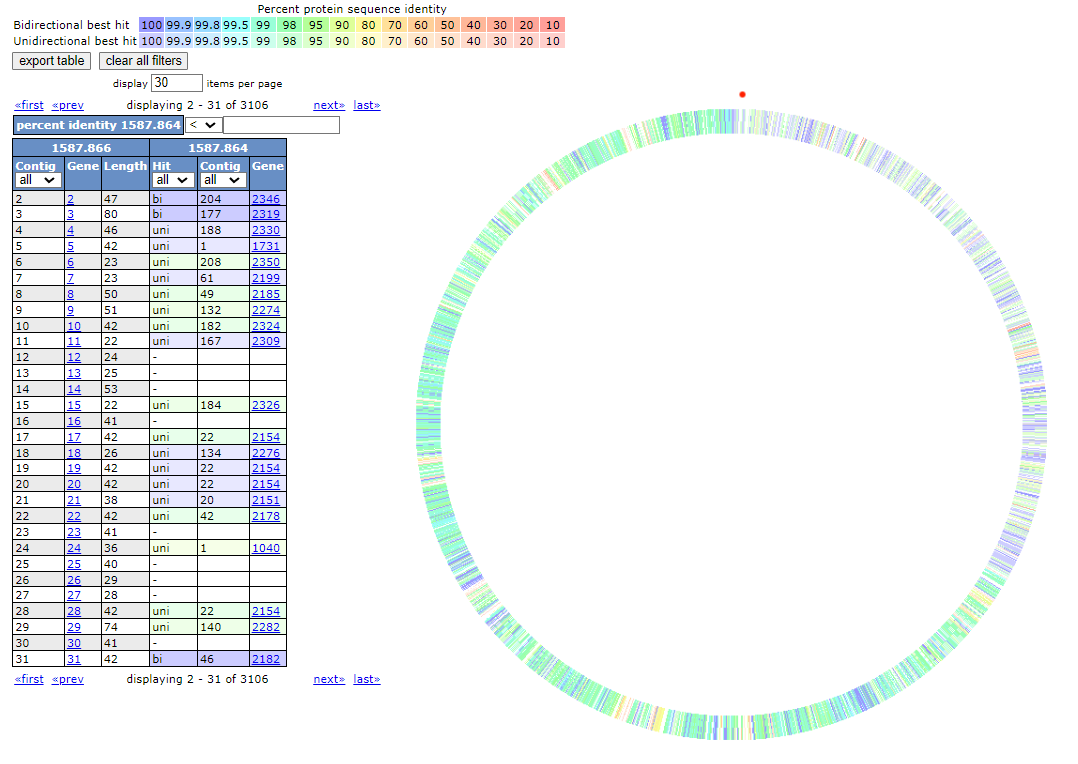 Percent protein sequence identity
Bidirectional best hit 100 99.9 99.8 99.5 99 98 95 90 80 70 60 50 40 30 20 10
Unidirectional best hit 100 99.9 99.8 99.5 99 98 95 90 80 70 60 50 40 30 20 10
export table clear all filters
display 30 items per page
«first «prev displaying 2 - 31 of 3106 next» last»
percent identity 1587.864 <
1587.866 1587.864
Contig Gene Length Hit Contig Gene
all all all
2 2 47 bi 204 2346
3 3 80 bi 177 2319
4 4 46 uni 188 2330
5 5 42 uni 1 1731
6 6 23 uni 208 2350
7 7 23 uni 61 2199
8 8 50 uni 49 2185
9 9 51 uni 132 2274
10 10 42 uni 182 2324
11 11 22 uni 167 2309
12 12 24 -
13 13 25 -
14 14 53 -
15 15 22 uni 184 2326
16 16 41 -
17 17 42 uni 22 2154
18 18 26 uni 134 2276
19 19 42 uni 22 2154
20 20 42 uni 22 2154
21 21 38 uni 20 2151
22 22 42 uni 42 2178
23 23 41 -
24 24 36 uni 1 1040
25 25 40 -
26 26 29 -
27 27 28 -
28 28 42 uni 22 2154
29 29 74 uni 140 2282
30 30 41 -
31 31 42 bi 46 2182
«first «prev displaying 2 - 31 of 3106 next» last»